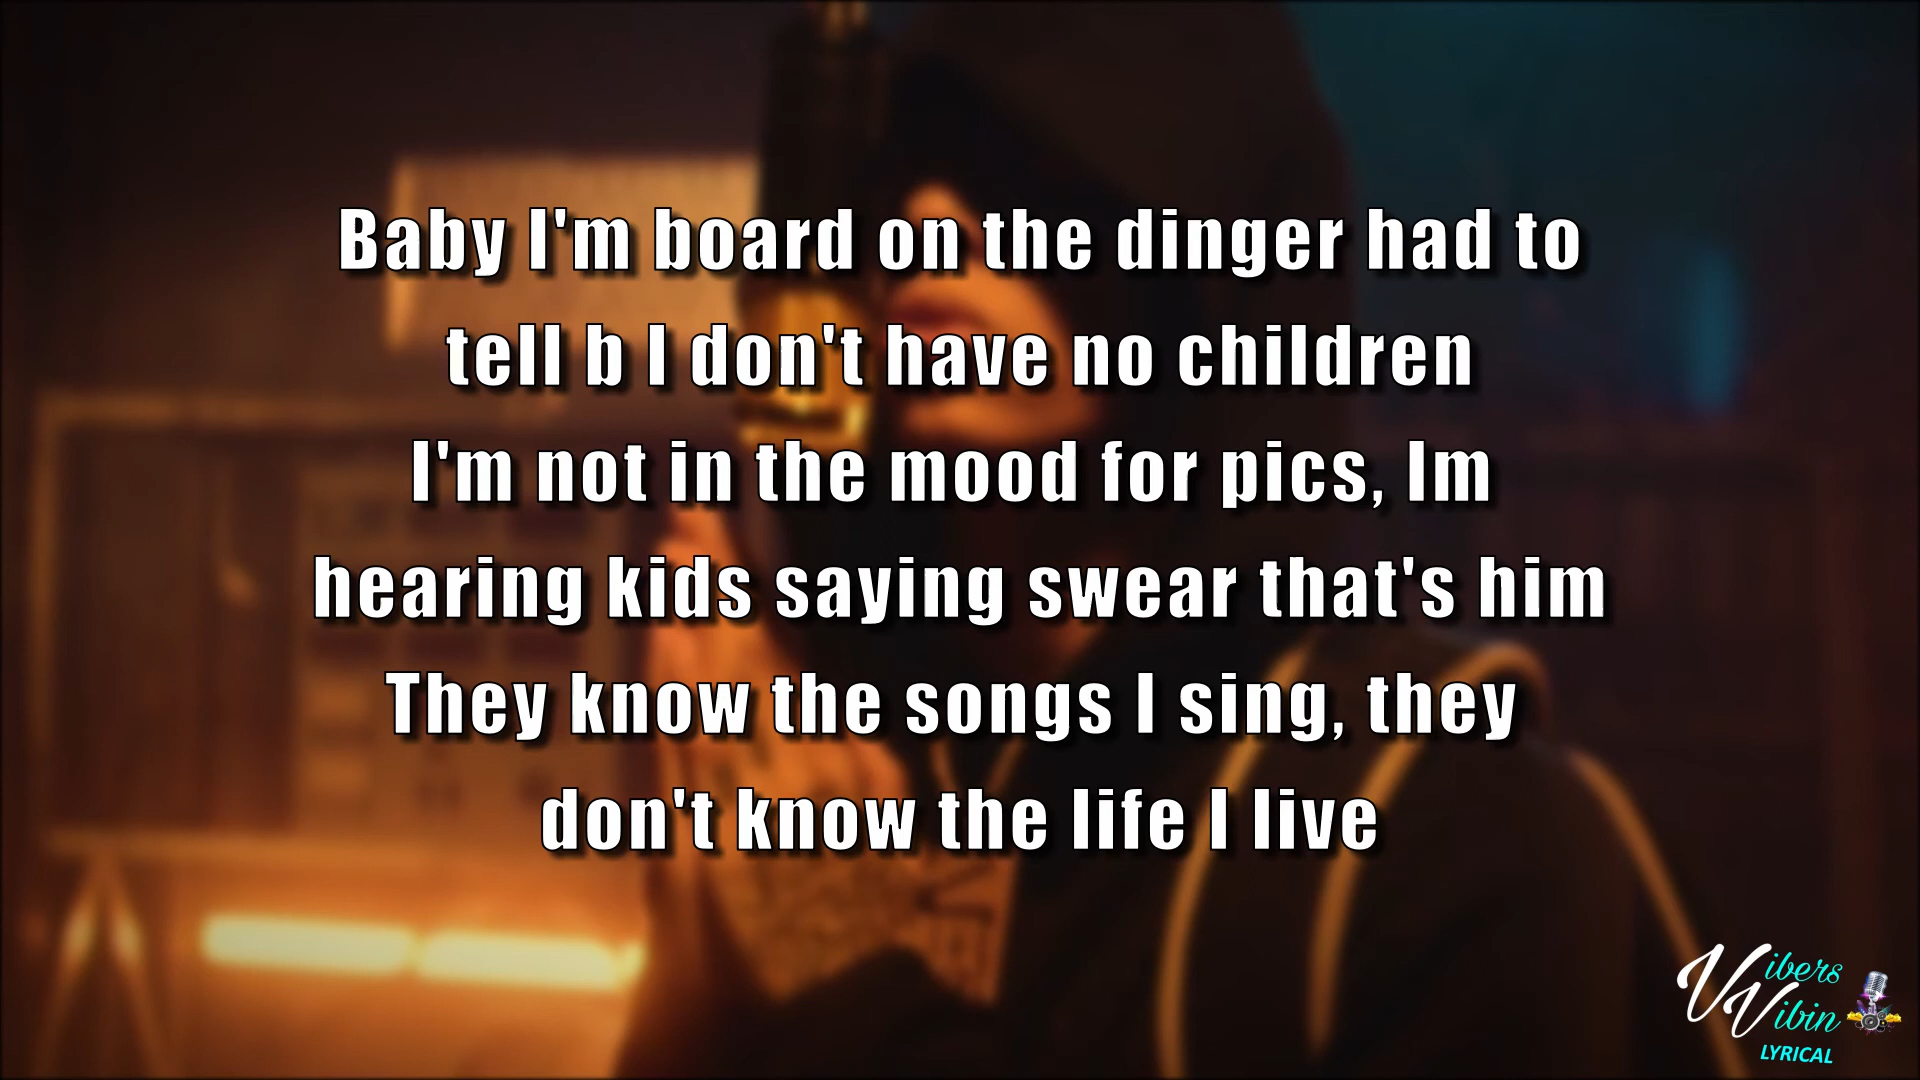 Baby I'm board on the dinger had to
tell b I don't have no children
I'm not in the mood for pics, Im
hearing kids saying swear that's him
They know the songs I sing, they
don't know the life I live
Vibers
Vibin
LYRICAL